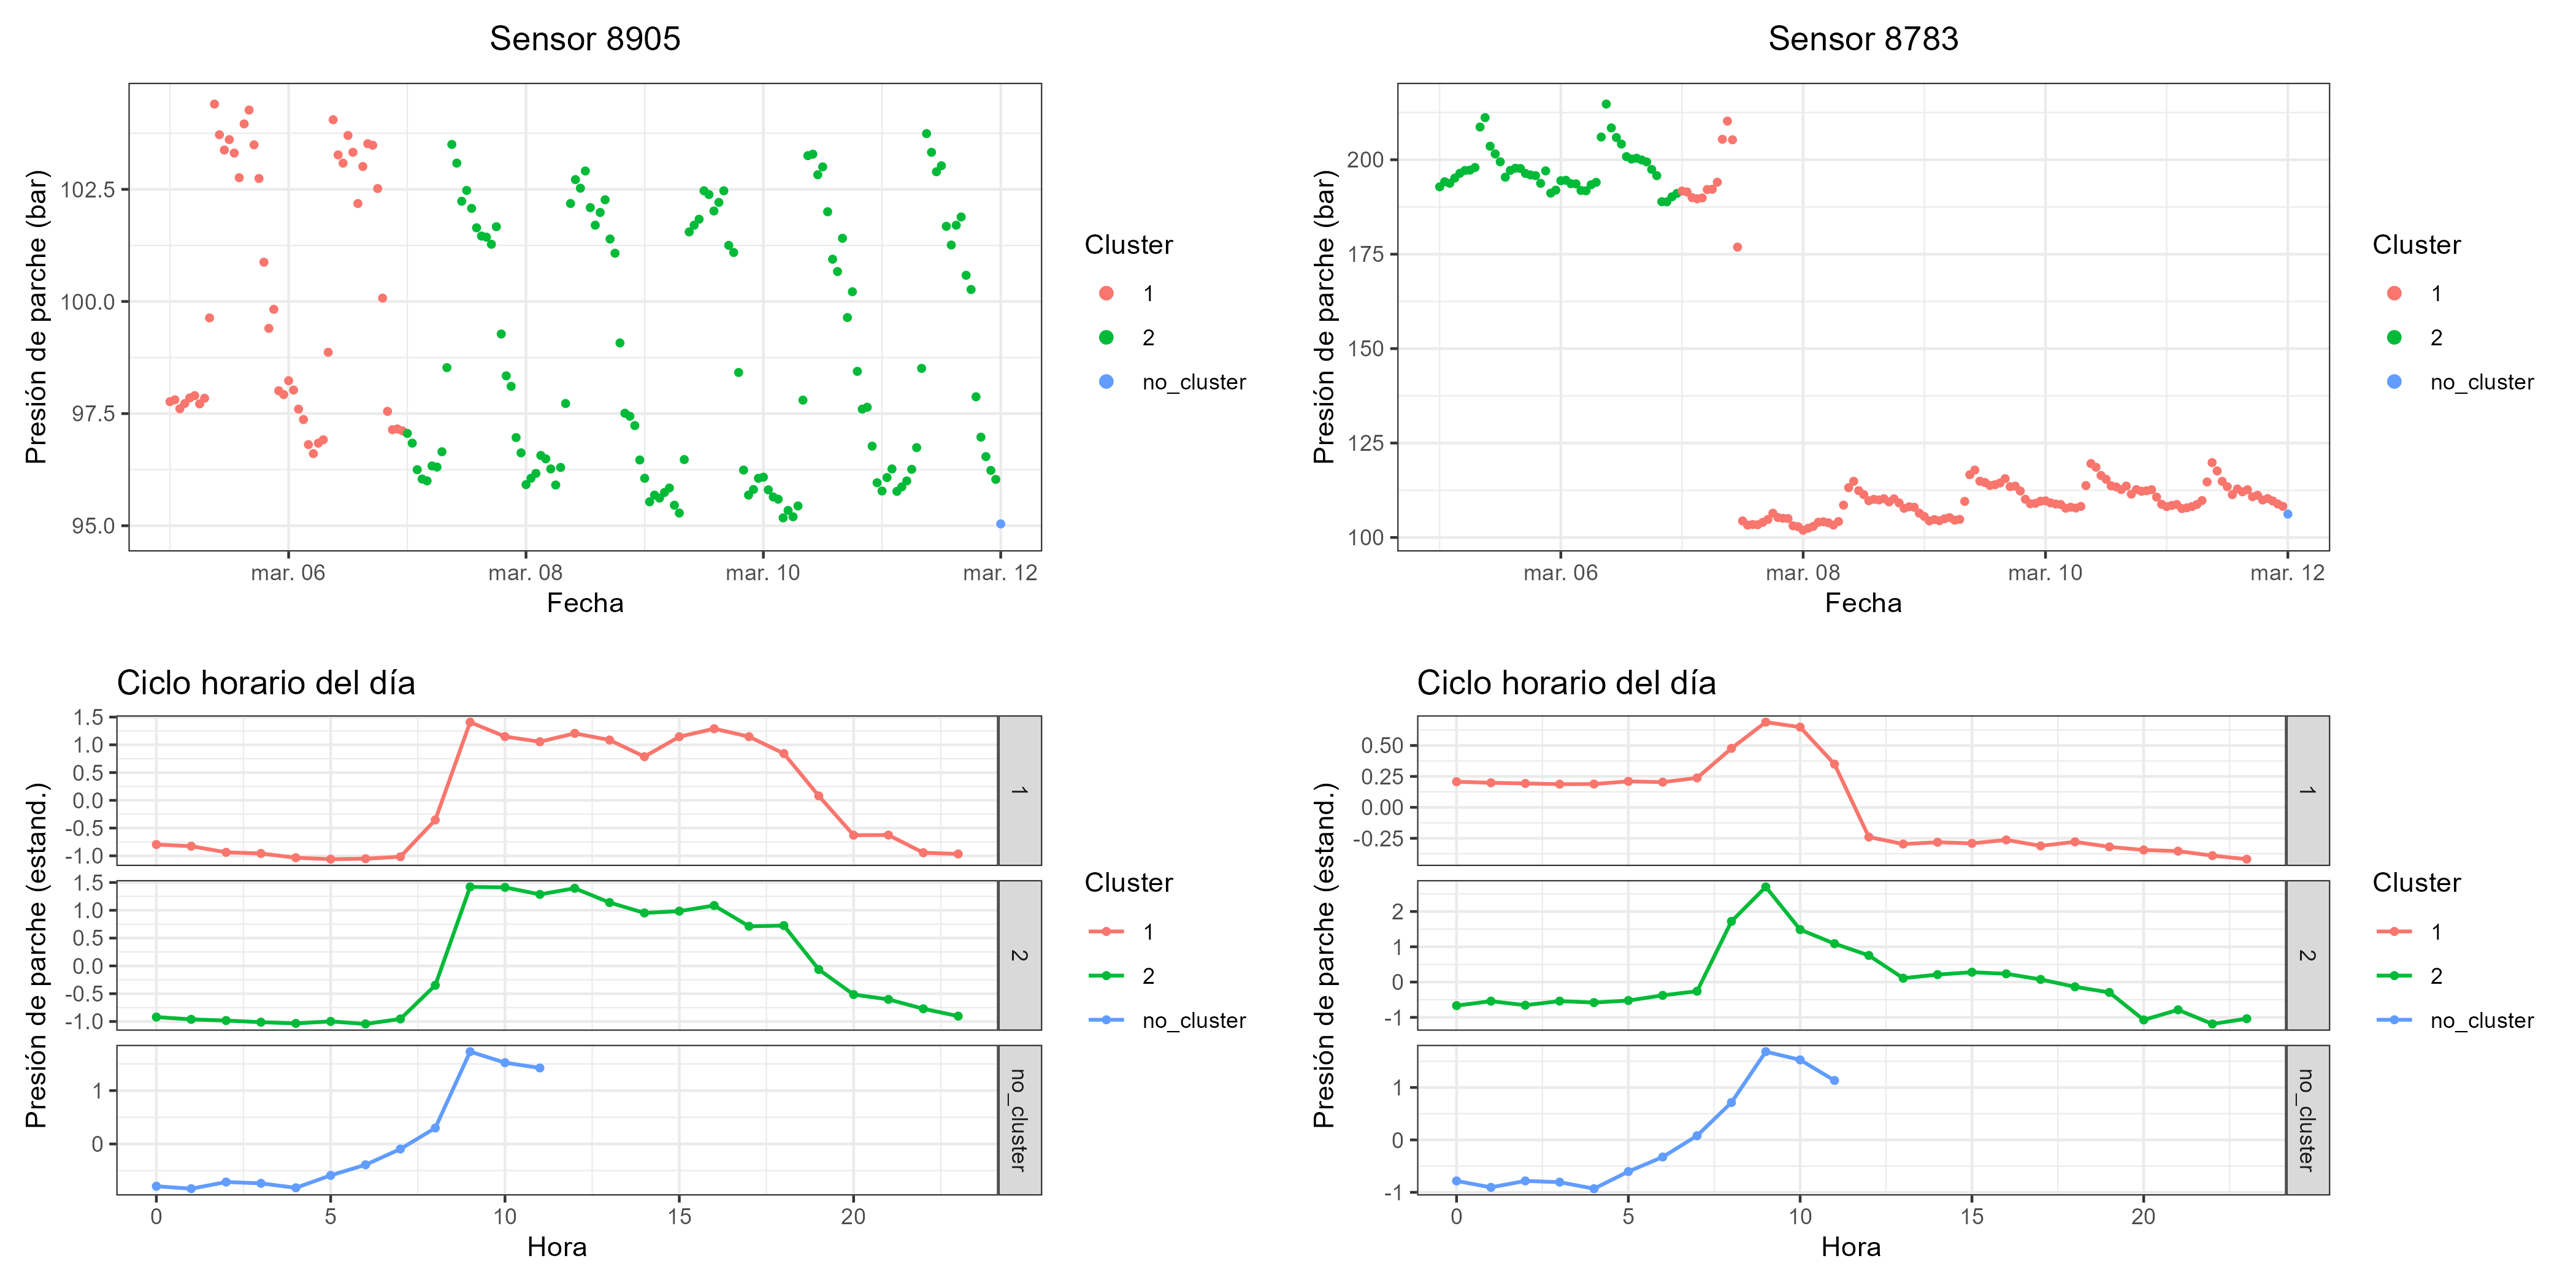 Sensor 8905
Presión de parche (bar)
102.5
100.0
97.5
95.0
mar. 06
mar. 08
mar. 10
mar. 12
Fecha
Cluster
1
2
no_cluster
Sensor 8783
Presión de parche (bar)
200
175
150
125
100
mar. 06
mar. 08
mar. 10
mar. 12
Fecha
Cluster
1
2
no_cluster
Ciclo horario del día
Presión de parche (estand.)
1.5
1.0
0.5
0.0
-0.5
-1.0
1
1.5
1.0
0.5
0.0
-0.5
-1.0
2
1
0
no_cluster
0
5
10
15
20
Hora
Cluster
1
2
no_cluster
Ciclo horario del día
Presión de parche (estand.)
0.50
0.25
0.00
-0.25
1
2
1
0
-1
2
1
0
-1
no_cluster
0
5
10
15
20
Hora
Cluster
1
2
no_cluster